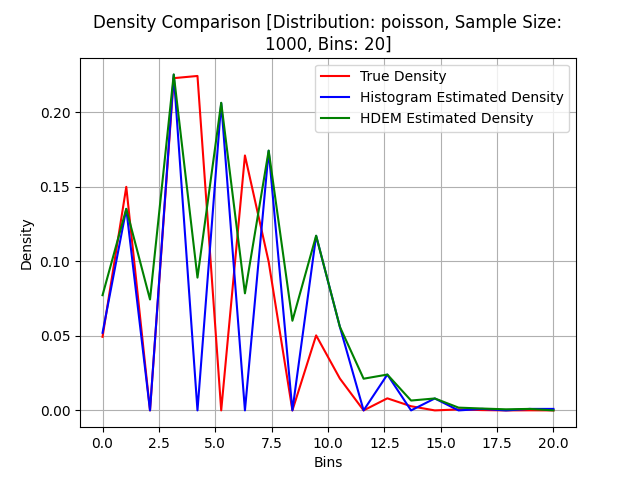 Density Comparison [Distribution: poisson, Sample Size:
1000, Bins: 20]
True Density
Histogram Estimated Density
HDEM Estimated Density
Density
0.20
0.15
0.10
0.05
0.00
0.0 2.5 5.0 7.5 10.0 12.5 15.0 17.5 20.0
Bins